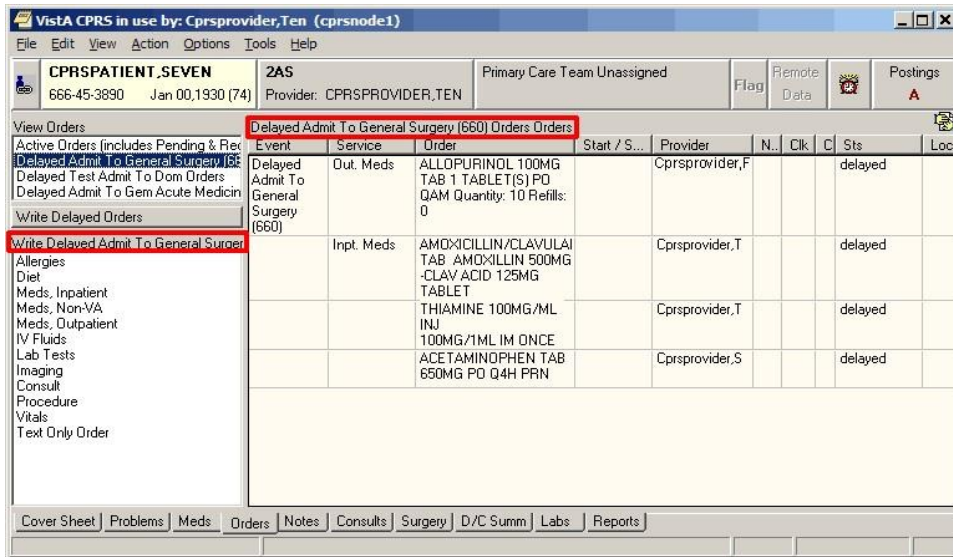 VistA CPRS in use by: Cprsprovider,Ten (cprsnode1)
File Edit View Action Options Tools Help
CPRSPATIENT,SEVEN
666-45-3890 Jan 00,1930 (74)
2AS
Provider: CPRSPROVIDER,TEN
Primary Care Team Unassigned
Flag
Remote
Data
Postings
A
View Orders
Active Orders (includes Pending & Rec
Delayed Admit To General Surgery (66
Delayed Test Admit To Dom Orders
Delayed Admit To Gem Acute Medicin
Write Delayed Orders
Write Delayed Admit To General Surger
Allergies
Diet
Meds, Inpatient
Meds, Non-VA
Meds, Outpatient
IV Fluids
Lab Tests
Imaging
Consult
Procedure
Vitals
Text Only Order
Delayed Admit To General Surgery (660) Orders Orders
Event Service Order Start / S... Provider N.. Clk C Sts Loc
Delayed
Admit To
General
Surgery
(660)
Out. Meds
ALLOPURINOL 100MG
TAB 1 TABLET(S) PO
QAM Quantity: 10 Refills:
0
Cprsprovider,F
delayed
Inpt. Meds
AMOXICILLIN/CLAVULAI
TAB AMOXILLIN 500MG
-CLAV ACID 125MG
TABLET
Cprsprovider,T
delayed
THIAMINE 100MG/ML
INJ
100MG/1ML IM ONCE
Cprsprovider,T
delayed
ACETAMINOPHEN TAB
650MG PO Q4H PRN
Cprsprovider,S
delayed
Cover Sheet Problems Meds Orders Notes Consults Surgery D/C Summ Labs Reports